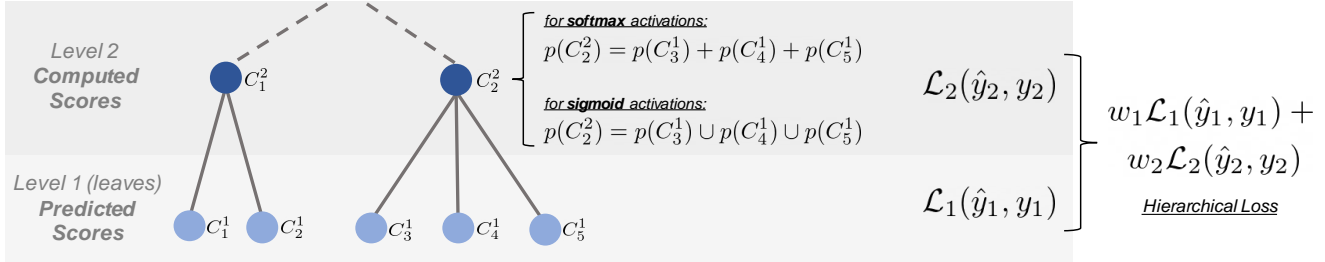 Level 2
Computed
Scores
C_1^2
C_2^2
for softmax activations:
p(C_2^2) = p(C_3^1) + p(C_4^1) + p(C_5^1)
for sigmoid activations:
p(C_2^2) = p(C_3^1) ∪ p(C_4^1) ∪ p(C_5^1)
ℒ_2(ŷ_2, y_2)
Level 1 (leaves)
Predicted
Scores
C_1^1
C_2^1
C_3^1
C_4^1
C_5^1
ℒ_1(ŷ_1, y_1)
w_1ℒ_1(ŷ_1, y_1) +
w_2ℒ_2(ŷ_2, y_2)
Hierarchical Loss